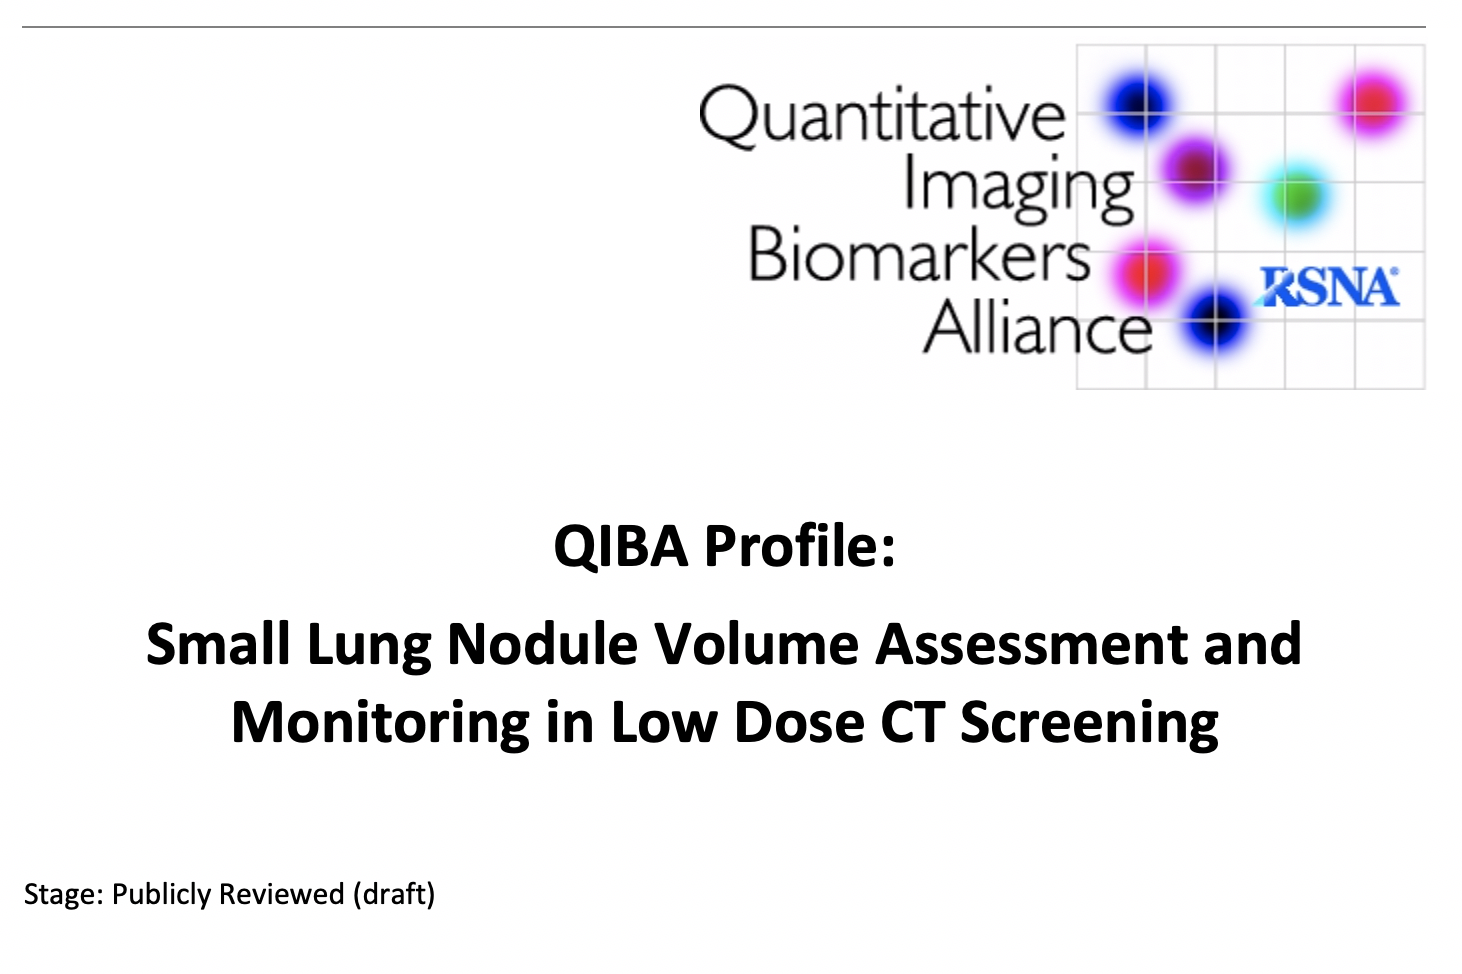 Quantitative
Imaging
Biomarkers
Alliance
RSNA®
QIBA Profile:
Small Lung Nodule Volume Assessment and
Monitoring in Low Dose CT Screening
Stage: Publicly Reviewed (draft)